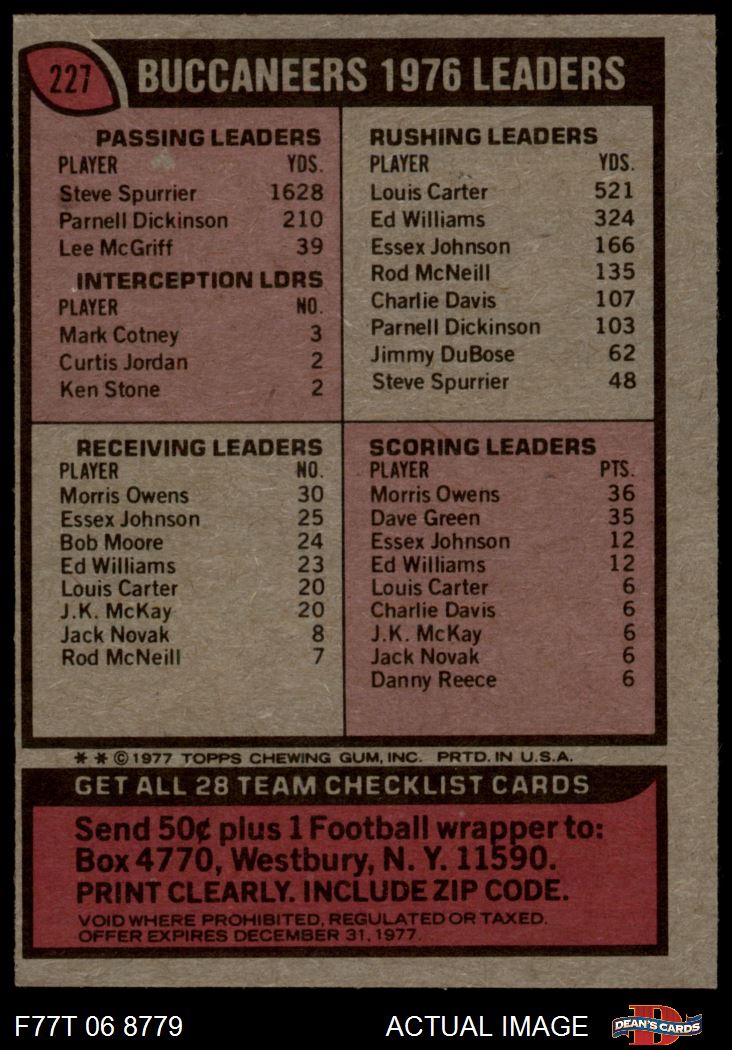 227 BUCCANEERS 1976 LEADERS
PASSING LEADERS
PLAYER YDS.
Steve Spurrier 1628
Parnell Dickinson 210
Lee McGriff 39
INTERCEPTION LDRS
PLAYER NO.
Mark Cotney 3
Curtis Jordan 2
Ken Stone 2
RUSHING LEADERS
PLAYER YDS.
Louis Carter 521
Ed Williams 324
Essex Johnson 166
Rod McNeill 135
Charlie Davis 107
Parnell Dickinson 103
Jimmy DuBose 62
Steve Spurrier 48
RECEIVING LEADERS
PLAYER NO.
Morris Owens 30
Essex Johnson 25
Bob Moore 24
Ed Williams 23
Louis Carter 20
J.K. McKay 20
Jack Novak 8
Rod McNeill 7
SCORING LEADERS
PLAYER PTS.
Morris Owens 36
Dave Green 35
Essex Johnson 12
Ed Williams 12
Louis Carter 6
Charlie Davis 6
J.K. McKay 6
Jack Novak 6
Danny Reece 6
* * © 1977 TOPPS CHEWING GUM, INC. PRTD. IN U.S.A.
GET ALL 28 TEAM CHECKLIST CARDS
Send 50¢ plus 1 Football wrapper to:
Box 4770, Westbury, N. Y. 11590.
PRINT CLEARLY. INCLUDE ZIP CODE.
VOID WHERE PROHIBITED, REGULATED OR TAXED.
OFFER EXPIRES DECEMBER 31, 1977.
F77T 06 8779 ACTUAL IMAGE D DEAN'S CARDS